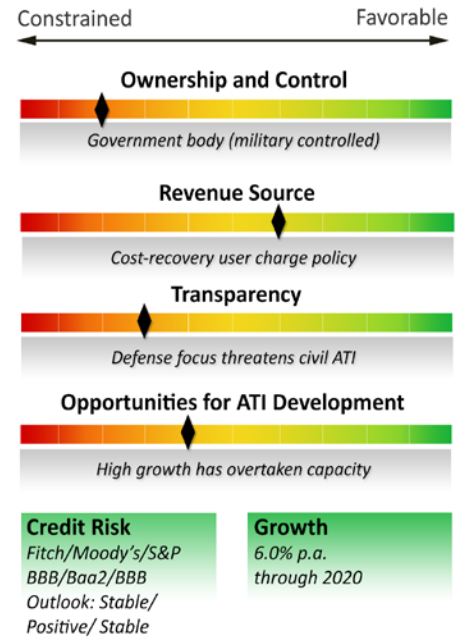 Constrained Favorable
Ownership and Control
Government body (military controlled)
Revenue Source
Cost-recovery user charge policy
Transparency
Defense focus threatens civil ATI
Opportunities for ATI Development
High growth has overtaken capacity
Credit Risk
Fitch/Moody's/S&P
BBB/Baa2/BBB
Outlook: Stable/
Positive/ Stable
Growth
6.0% p.a.
through 2020